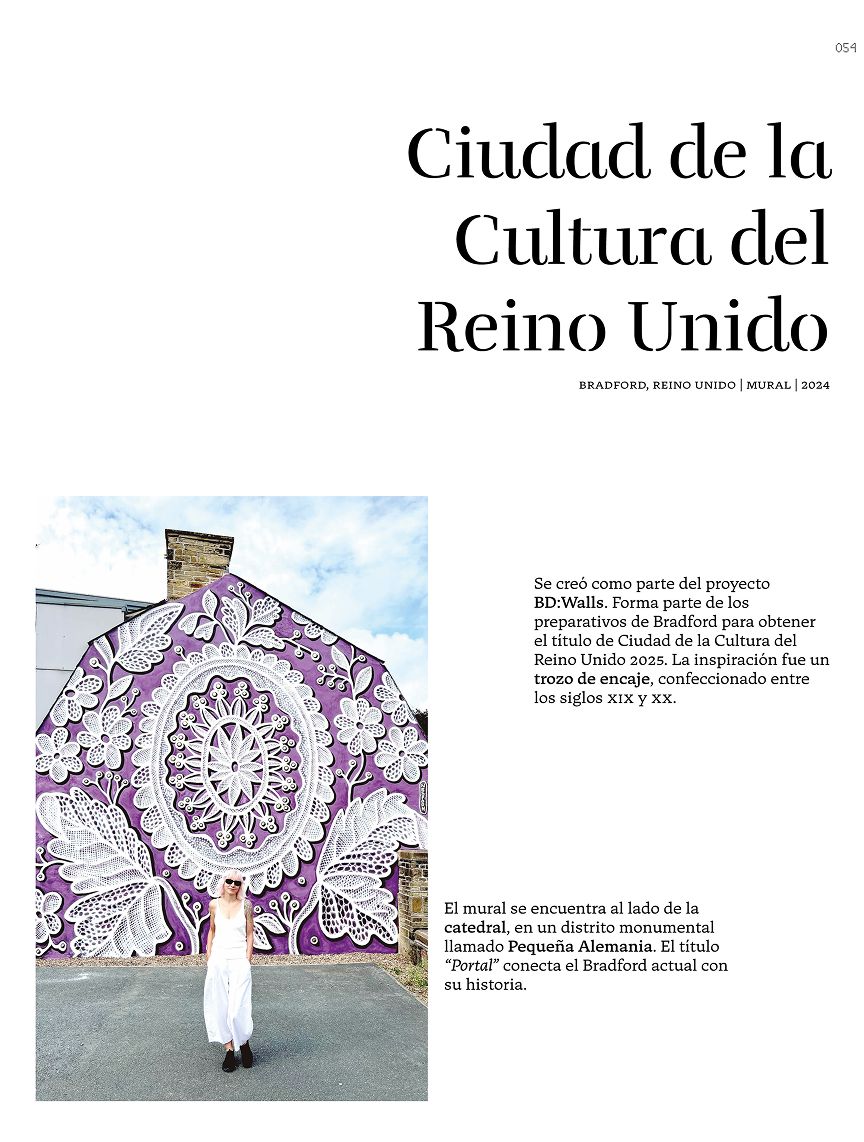 054
Ciudad de la
Cultura del
Reino Unido
BRADFORD, REINO UNIDO | MURAL | 2024
Se creó como parte del proyecto
BD:Walls. Forma parte de los
preparativos de Bradford para obtener
el título de Ciudad de la Cultura del
Reino Unido 2025. La inspiración fue un
trozo de encaje, confeccionado entre
los siglos XIX y XX.
El mural se encuentra al lado de la
catedral, en un distrito monumental
llamado Pequeña Alemania. El título
“Portal” conecta el Bradford actual con
su historia.